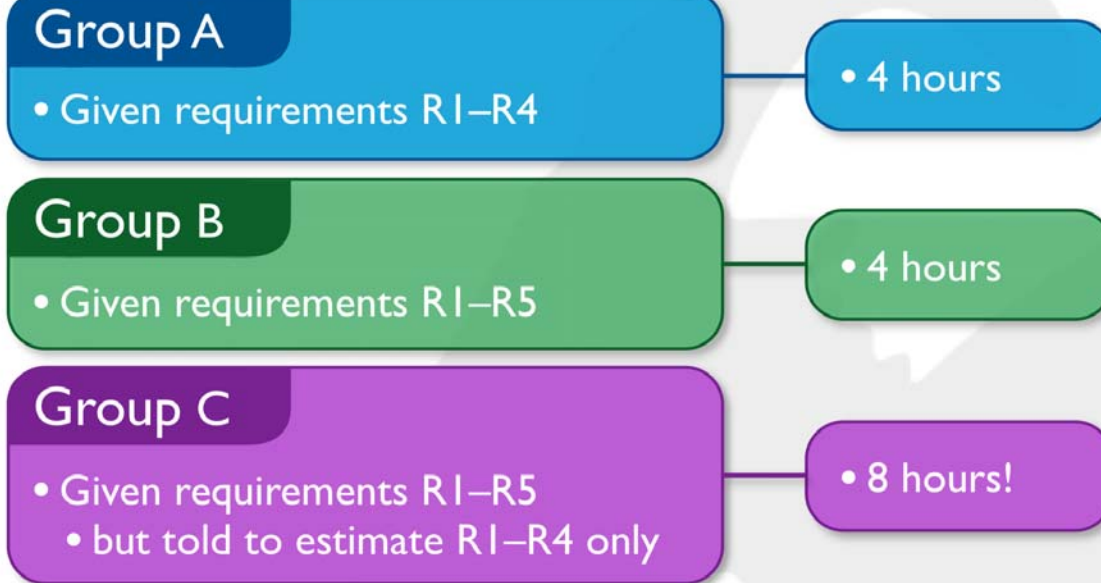 Group A
• Given requirements R1–R4
• 4 hours
Group B
• Given requirements R1–R5
• 4 hours
Group C
• Given requirements R1–R5
• but told to estimate R1–R4 only
• 8 hours!